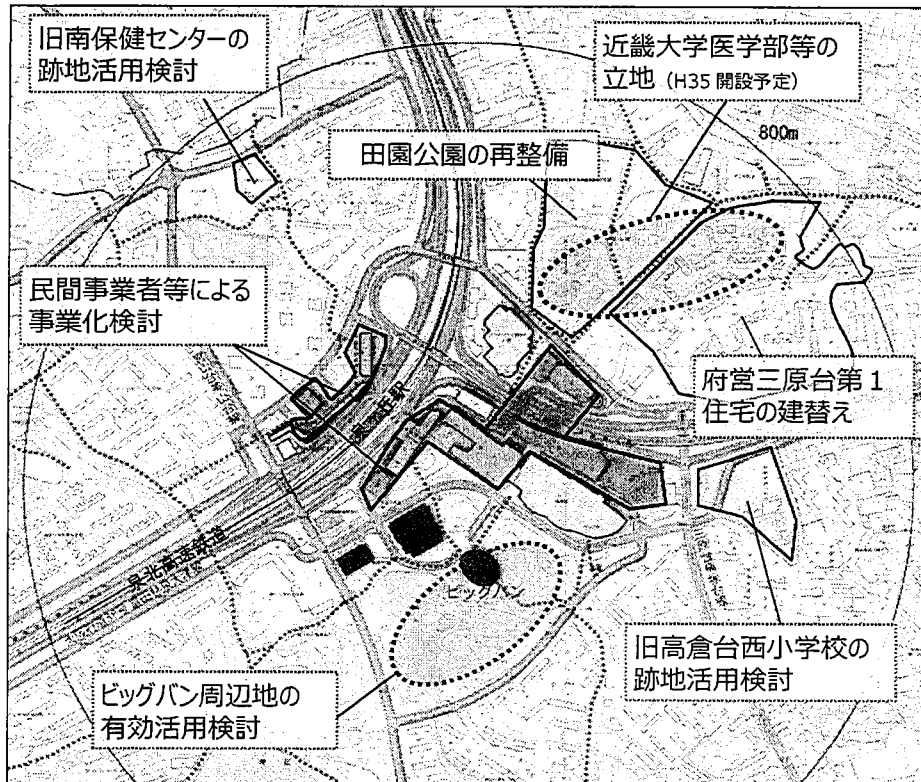 旧南保健センターの
跡地活用検討
近畿大学医学部等の
立地（H35 開設予定）
800m
田園公園の再整備
民間事業者等による
事業化検討
府営三原台第１
住宅の建替え
泉北高速鉄道
ビッグバン
旧高倉台西小学校の
跡地活用検討
ビッグバン周辺地の
有効活用検討